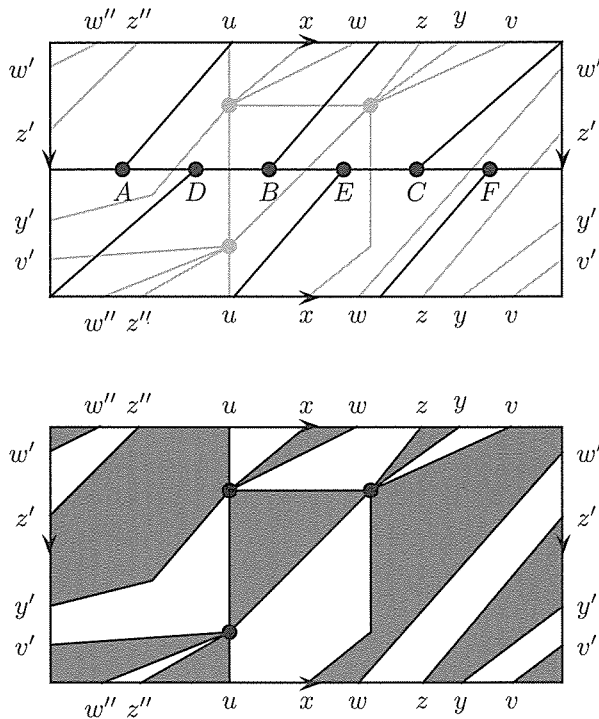 w'' z'' u x w z y v
w' w'
z' z'
A D B E C F
y' y'
v' v'
w'' z'' u x w z y v
w'' z'' u x w z y v
w' w'
z' z'
y' y'
v' v'
w'' z'' u x w z y v